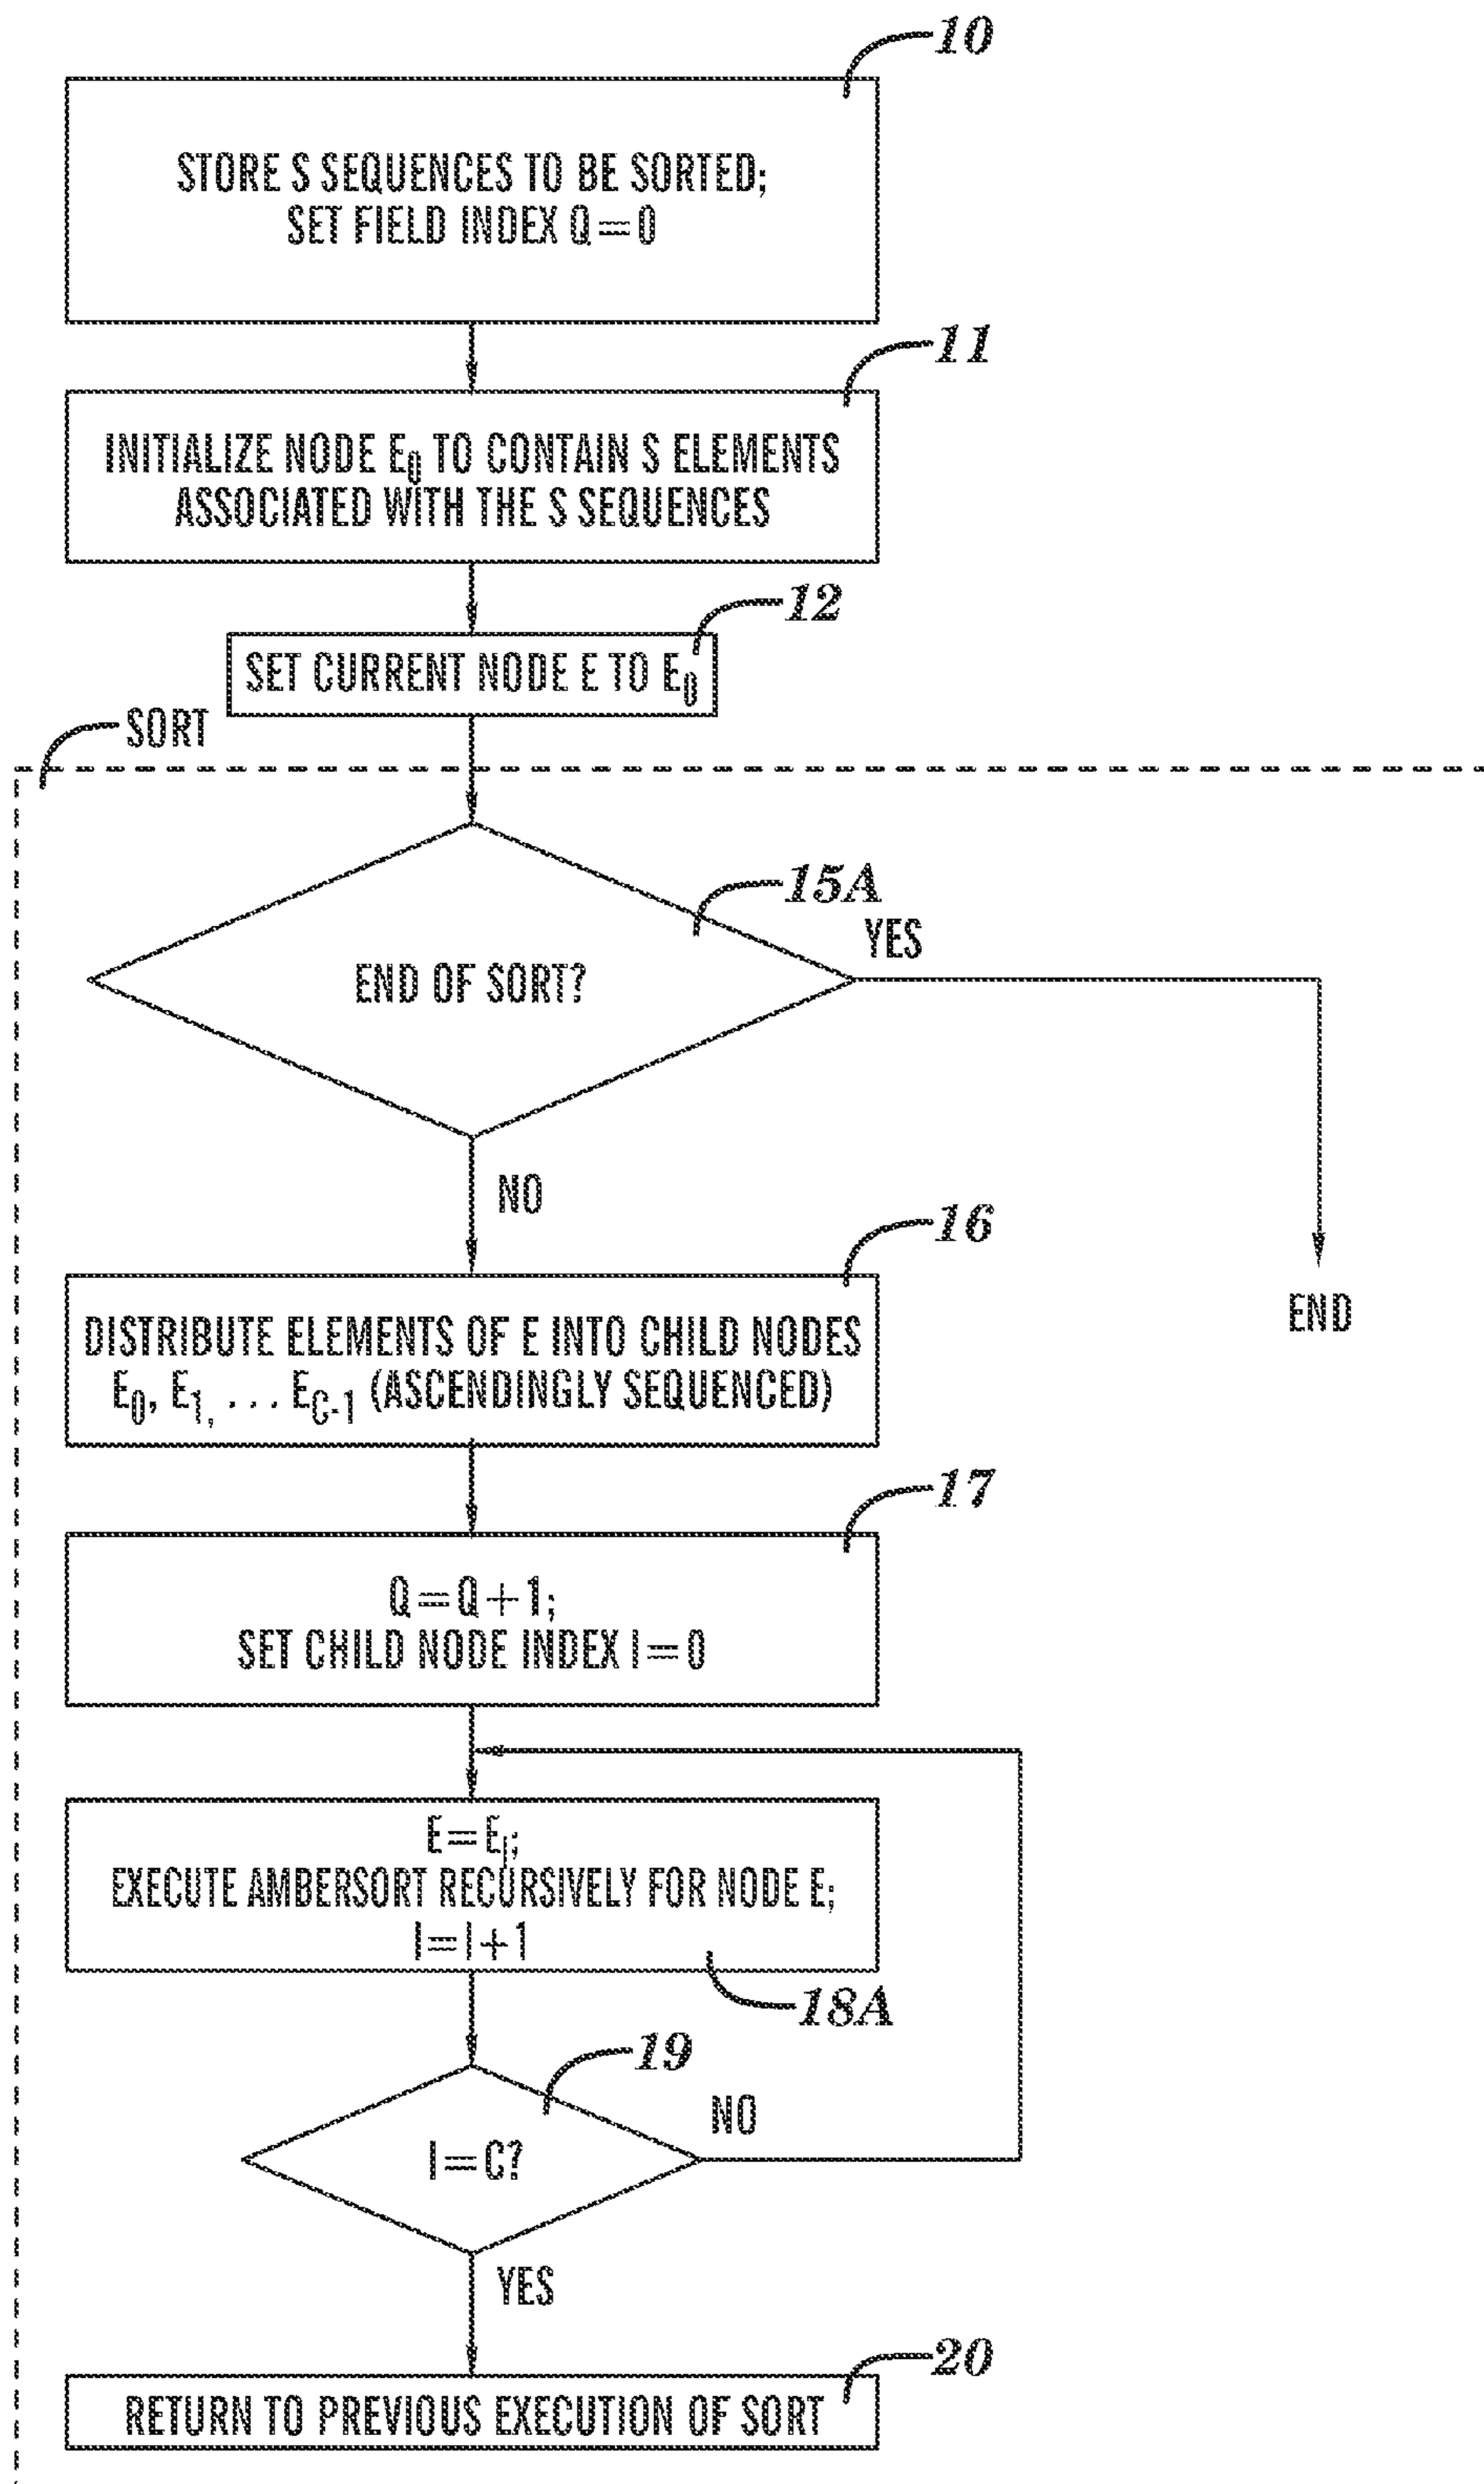 10
STORE S SEQUENCES TO BE SORTED;
SET FIELD INDEX Q=0
11
INITIALIZE NODE E₀ TO CONTAIN S ELEMENTS
ASSOCIATED WITH THE S SEQUENCES
12
SET CURRENT NODE E TO E₀
SORT
15A
YES
END OF SORT?
NO
16
END
DISTRIBUTE ELEMENTS OF E INTO CHILD NODES
E₀, E₁, . . . E_C-1 (ASCENDINGLY SEQUENCED)
17
Q=Q+1;
SET CHILD NODE INDEX I=0
E=E_I;
EXECUTE AMBERSORT RECURSIVELY FOR NODE E;
I=I+1
18A
19
NO
I=C?
YES
20
RETURN TO PREVIOUS EXECUTION OF SORT